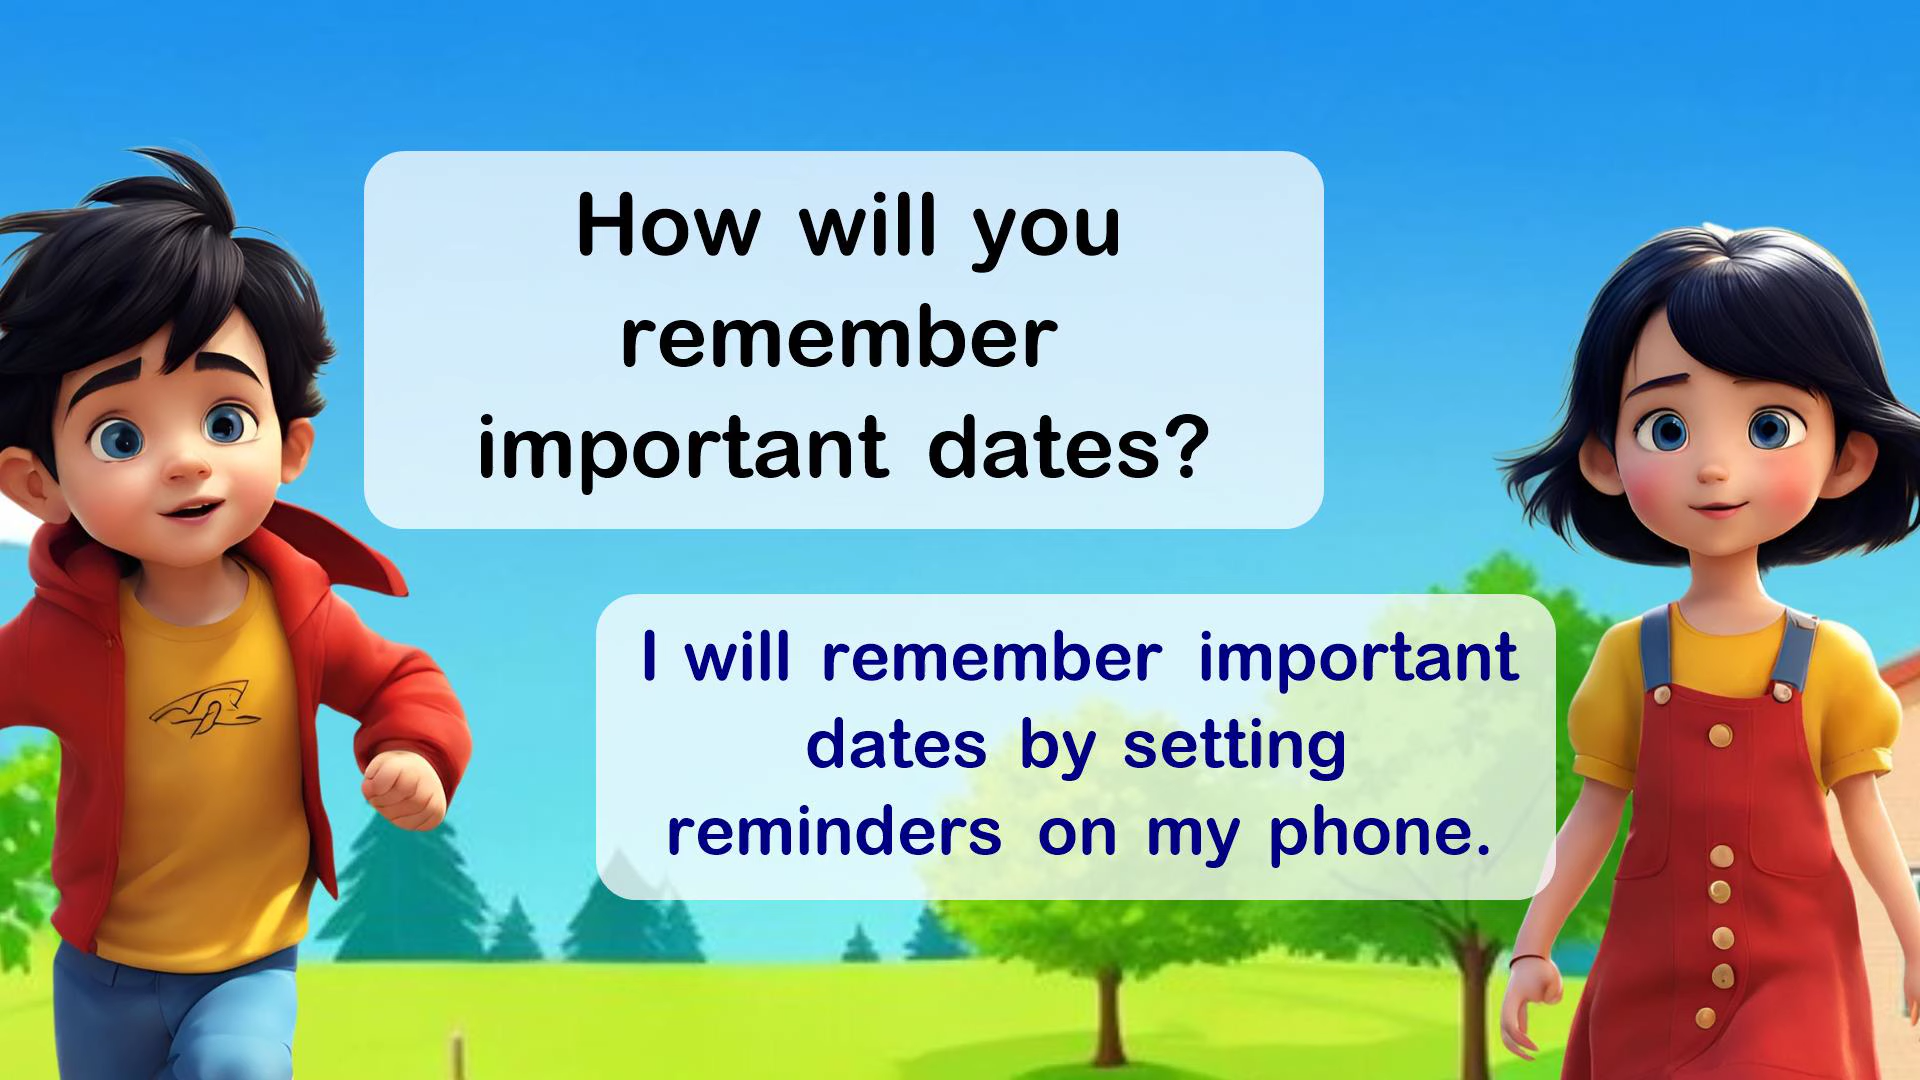 How will you
remember
important dates?
I will remember important
dates by setting
reminders on my phone.